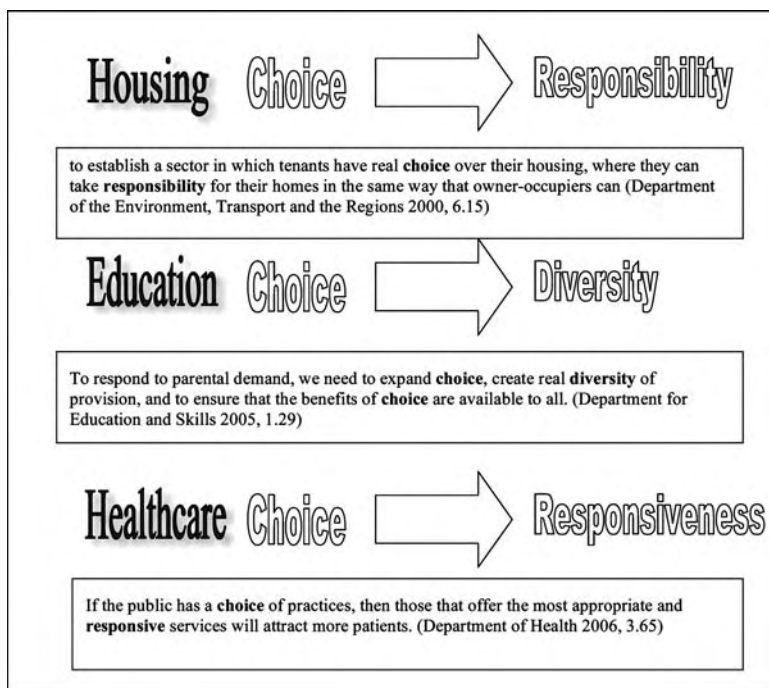 Housing Choice Responsibility
to establish a sector in which tenants have real choice over their housing, where they can
take responsibility for their homes in the same way that owner-occupiers can (Department
of the Environment, Transport and the Regions 2000, 6.15)
Education Choice Diversity
To respond to parental demand, we need to expand choice, create real diversity of
provision, and to ensure that the benefits of choice are available to all. (Department for
Education and Skills 2005, 1.29)
Healthcare Choice Responsiveness
If the public has a choice of practices, then those that offer the most appropriate and
responsive services will attract more patients. (Department of Health 2006, 3.65)